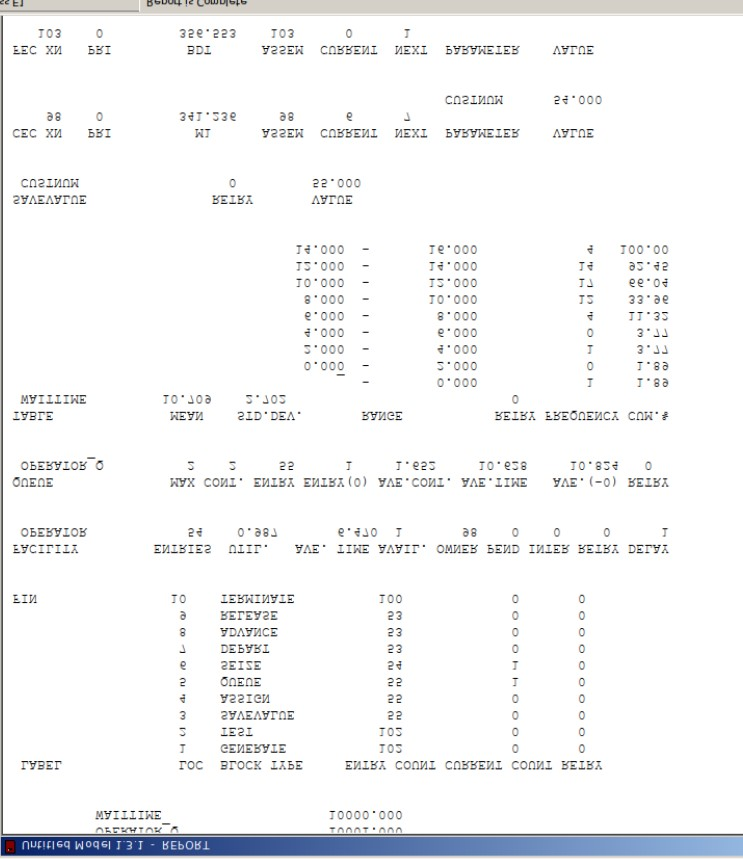 Untitled Model 1.3.1 - REPORT
OPERATOR_Q 10001.000
WAITTIME 10000.000
LABEL LOC BLOCK TYPE ENTRY COUNT CURRENT COUNT RETRY
1 GENERATE 102 0 0
2 TEST 102 0 0
3 SAVEVALUE 55 0 0
4 ASSIGN 55 0 0
5 QUEUE 55 1 0
6 SEIZE 54 1 0
7 DEPART 53 0 0
8 ADVANCE 53 0 0
9 RELEASE 53 0 0
FIN 10 TERMINATE 100 0 0
FACILITY ENTRIES UTIL. AVE. TIME AVAIL. OWNER PEND INTER RETRY DELAY
OPERATOR 54 0.987 6.470 1 98 0 0 0 1
QUEUE MAX CONT. ENTRY ENTRY(0) AVE.CONT. AVE.TIME AVE.(-0) RETRY
OPERATOR_Q 2 2 55 1 1.652 10.628 10.824 0
TABLE MEAN STD.DEV. RANGE RETRY FREQUENCY CUM.%
WAITTIME 10.709 2.702 0
_ - 0.000 1 1.89
0.000 - 2.000 0 1.89
2.000 - 4.000 1 3.77
4.000 - 6.000 0 3.77
6.000 - 8.000 4 11.32
8.000 - 10.000 12 33.96
10.000 - 12.000 17 66.04
12.000 - 14.000 14 92.45
14.000 - 16.000 4 100.00
SAVEVALUE RETRY VALUE
CUSTNUM 0 55.000
CEC XN PRI M1 ASSEM CURRENT NEXT PARAMETER VALUE
98 0 341.236 98 6 7
CUSTNUM 54.000
FEC XN PRI BDT ASSEM CURRENT NEXT PARAMETER VALUE
103 0 356.553 103 0 1
Report is Complete